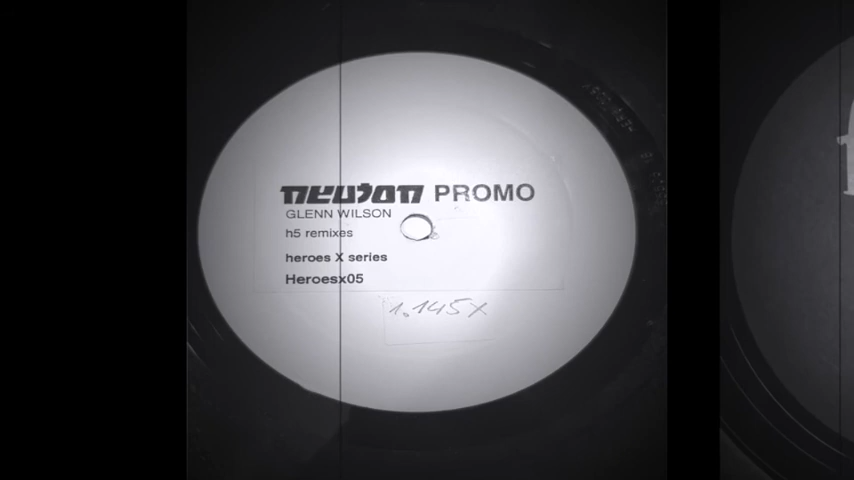 neuton PROMO
GLENN WILSON
h5 remixes
heroes X series
Heroesx05
1.145x